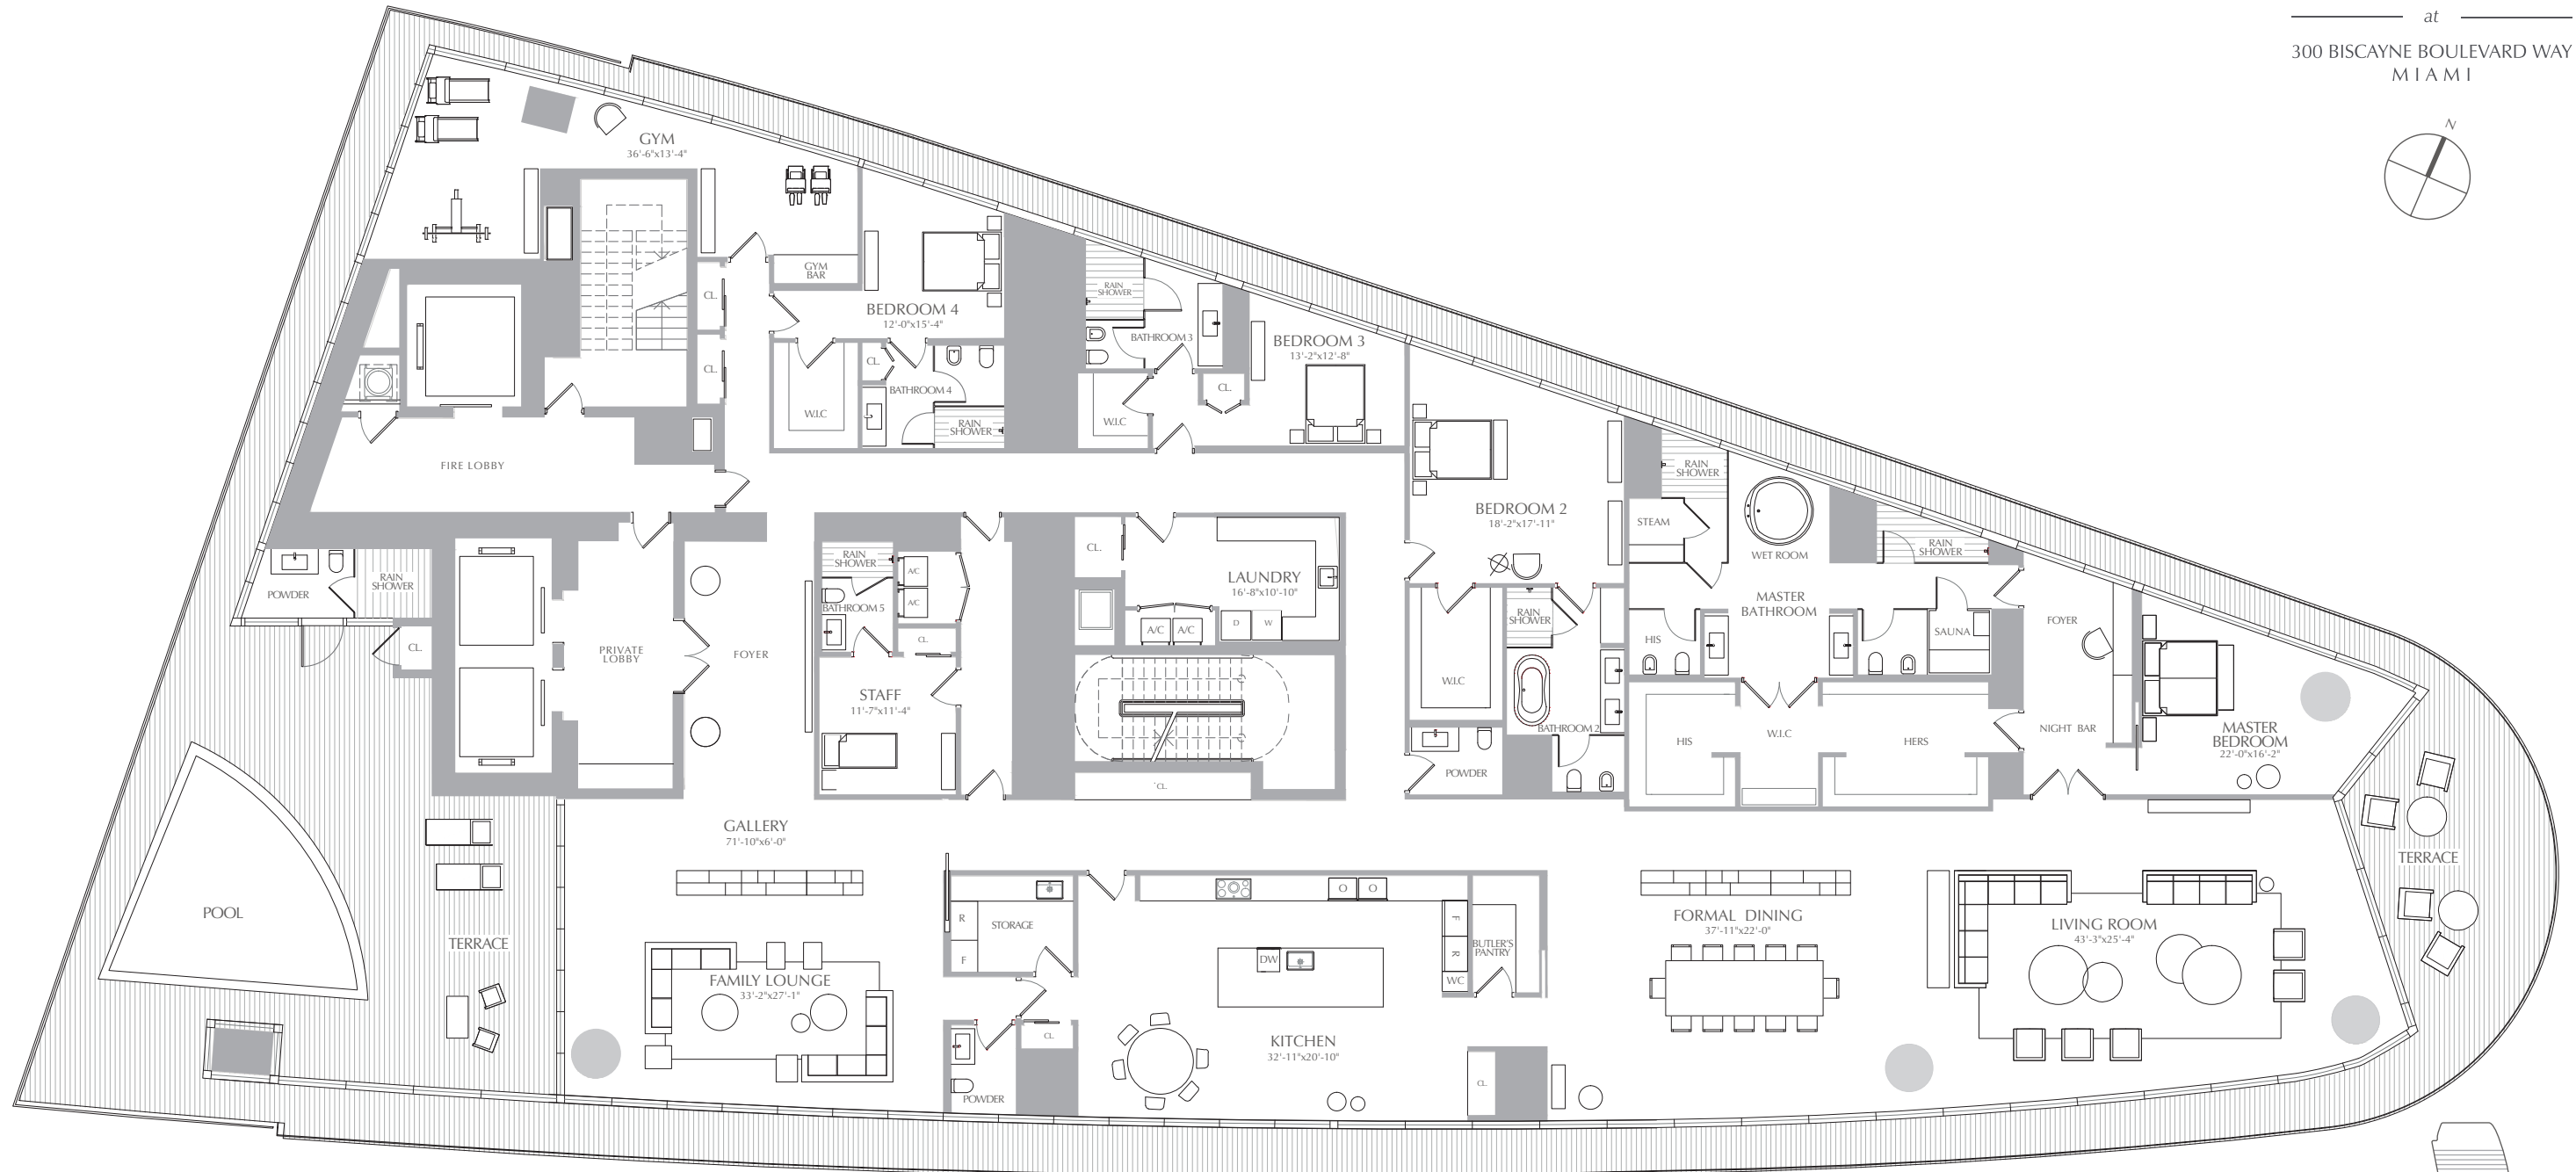 at
300 BISCAYNE BOULEVARD WAY
MIAMI
N
GYM
36'-6"x13'-4"
GYM
BAR
CL.
CL.
BEDROOM 4
12'-0"x15'-4"
W.I.C
CL.
BATHROOM 4
RAIN
SHOWER
RAIN
SHOWER
BATHROOM 3
W.I.C
CL.
BEDROOM 3
13'-2"x12'-8"
FIRE LOBBY
BEDROOM 2
18'-2"x17'-11"
RAIN
SHOWER
STEAM
WET ROOM
RAIN
SHOWER
POWDER
RAIN
SHOWER
CL.
PRIVATE
LOBBY
FOYER
RAIN
SHOWER
A/C
A/C
BATHROOM 5
CL.
STAFF
11'-7"x11'-4"
CL.
LAUNDRY
16'-8"x10'-10"
A/C
A/C
D
W
CL.
W.I.C
RAIN
SHOWER
BATHROOM 2
POWDER
MASTER
BATHROOM
HIS
SAUNA
HIS
W.I.C
HERS
FOYER
NIGHT BAR
MASTER
BEDROOM
22'-0"x16'-2"
GALLERY
71'-10"x6'-0"
POOL
TERRACE
FAMILY LOUNGE
33'-2"x27'-1"
R
F
STORAGE
CL.
POWDER
O
O
DW
F
R
WC
BUTLER'S
PANTRY
KITCHEN
32'-11"x20'-10"
CL.
FORMAL DINING
37'-11"x22'-0"
LIVING ROOM
43'-3"x25'-4"
TERRACE